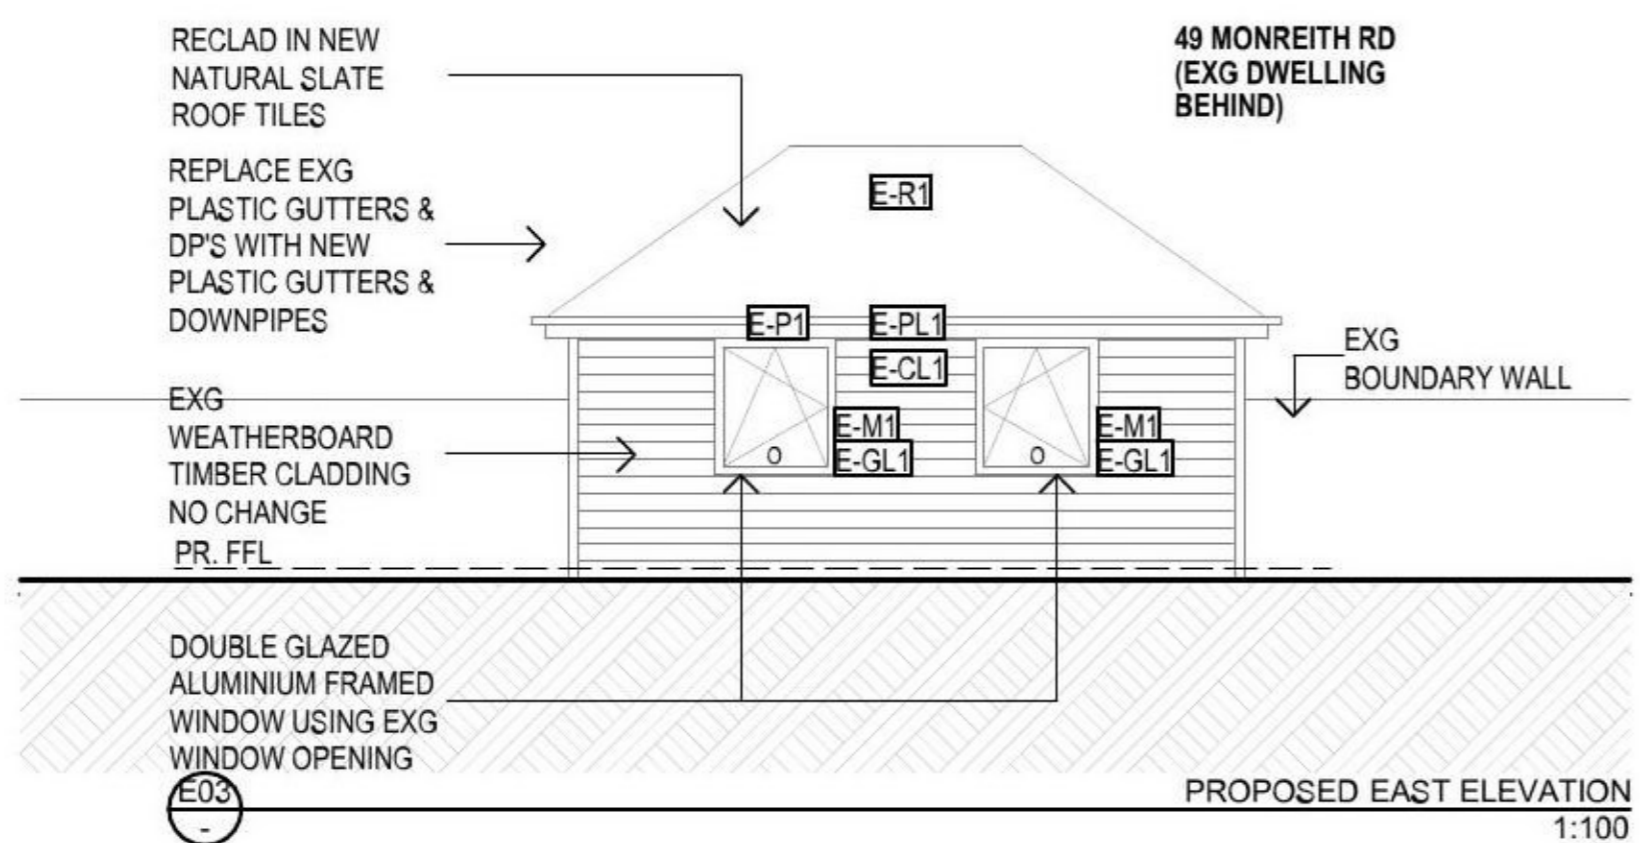 RECLAD IN NEW
NATURAL SLATE
ROOF TILES
49 MONREITH RD
(EXG DWELLING
BEHIND)
REPLACE EXG
PLASTIC GUTTERS &
DP'S WITH NEW
PLASTIC GUTTERS &
DOWNPIPES
E-R1
E-P1
E-PL1
E-CL1
E-M1
E-GL1
E-M1
E-GL1
EXG
BOUNDARY WALL
EXG
WEATHERBOARD
TIMBER CLADDING
NO CHANGE
PR. FFL
O
O
DOUBLE GLAZED
ALUMINIUM FRAMED
WINDOW USING EXG
WINDOW OPENING
E03
-
PROPOSED EAST ELEVATION
1:100